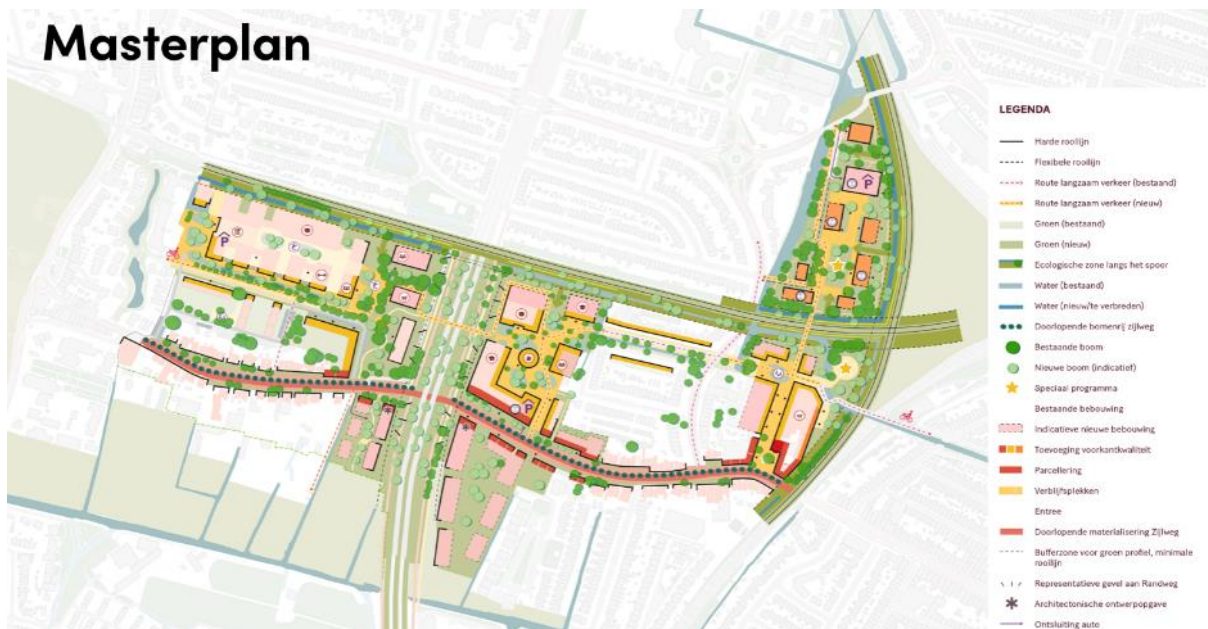 Masterplan
LEGENDA
Harde rooilijn
Flexibele rooilijn
Route langzaam verkeer (bestaand)
Route langzaam verkeer (nieuw)
Groen (bestaand)
Groen (nieuw)
Ecologische zone langs het spoor
Water (bestaand)
Water (nieuw/te verbreden)
Doorlopende bomenrij zijlweg
Bestaande boom
Nieuwe boom (indicatief)
Speciaal programma
Bestaande bebouwing
Indicatieve nieuwe bebouwing
Toevoeging voorkantkwaliteit
Parcellering
Verblijfsplekken
Entree
Doorlopende materialisering Zijlweg
Bufferzone voor groen profiel, minimale
rooilijn
Representatieve gevel aan Randweg
Architectonische ontwerpopgave
Ontsluiting auto
P
P
P